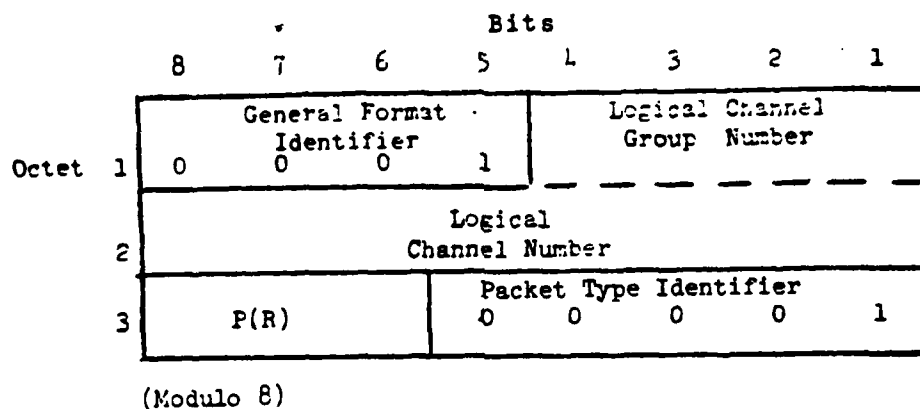 Bits
8 7 6 5 4 3 2 1
General Format Logical Channel
Identifier Group Number
Octet 1 0 0 0 1
Logical
2 Channel Number
Packet Type Identifier
3 P(R) 0 0 0 0 1
(Modulo 8)